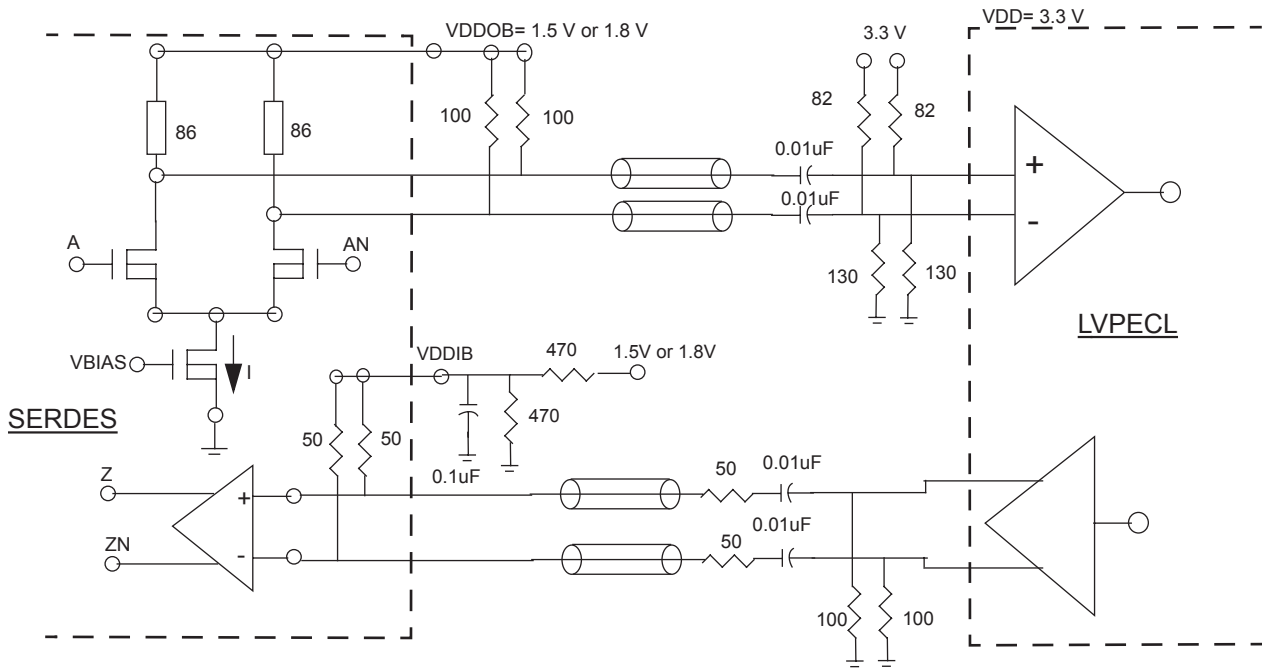 VDDOB= 1.5 V or 1.8 V
VDD= 3.3 V
3.3 V
86
86
100
100
82
82
0.01uF
0.01uF
+
-
A
AN
130
130
LVPECL
VBIAS
I
VDDIB
470
1.5V or 1.8V
470
SERDES
50
50
0.1uF
50
0.01uF
Z
+
0.01uF
ZN
-
50
100
100